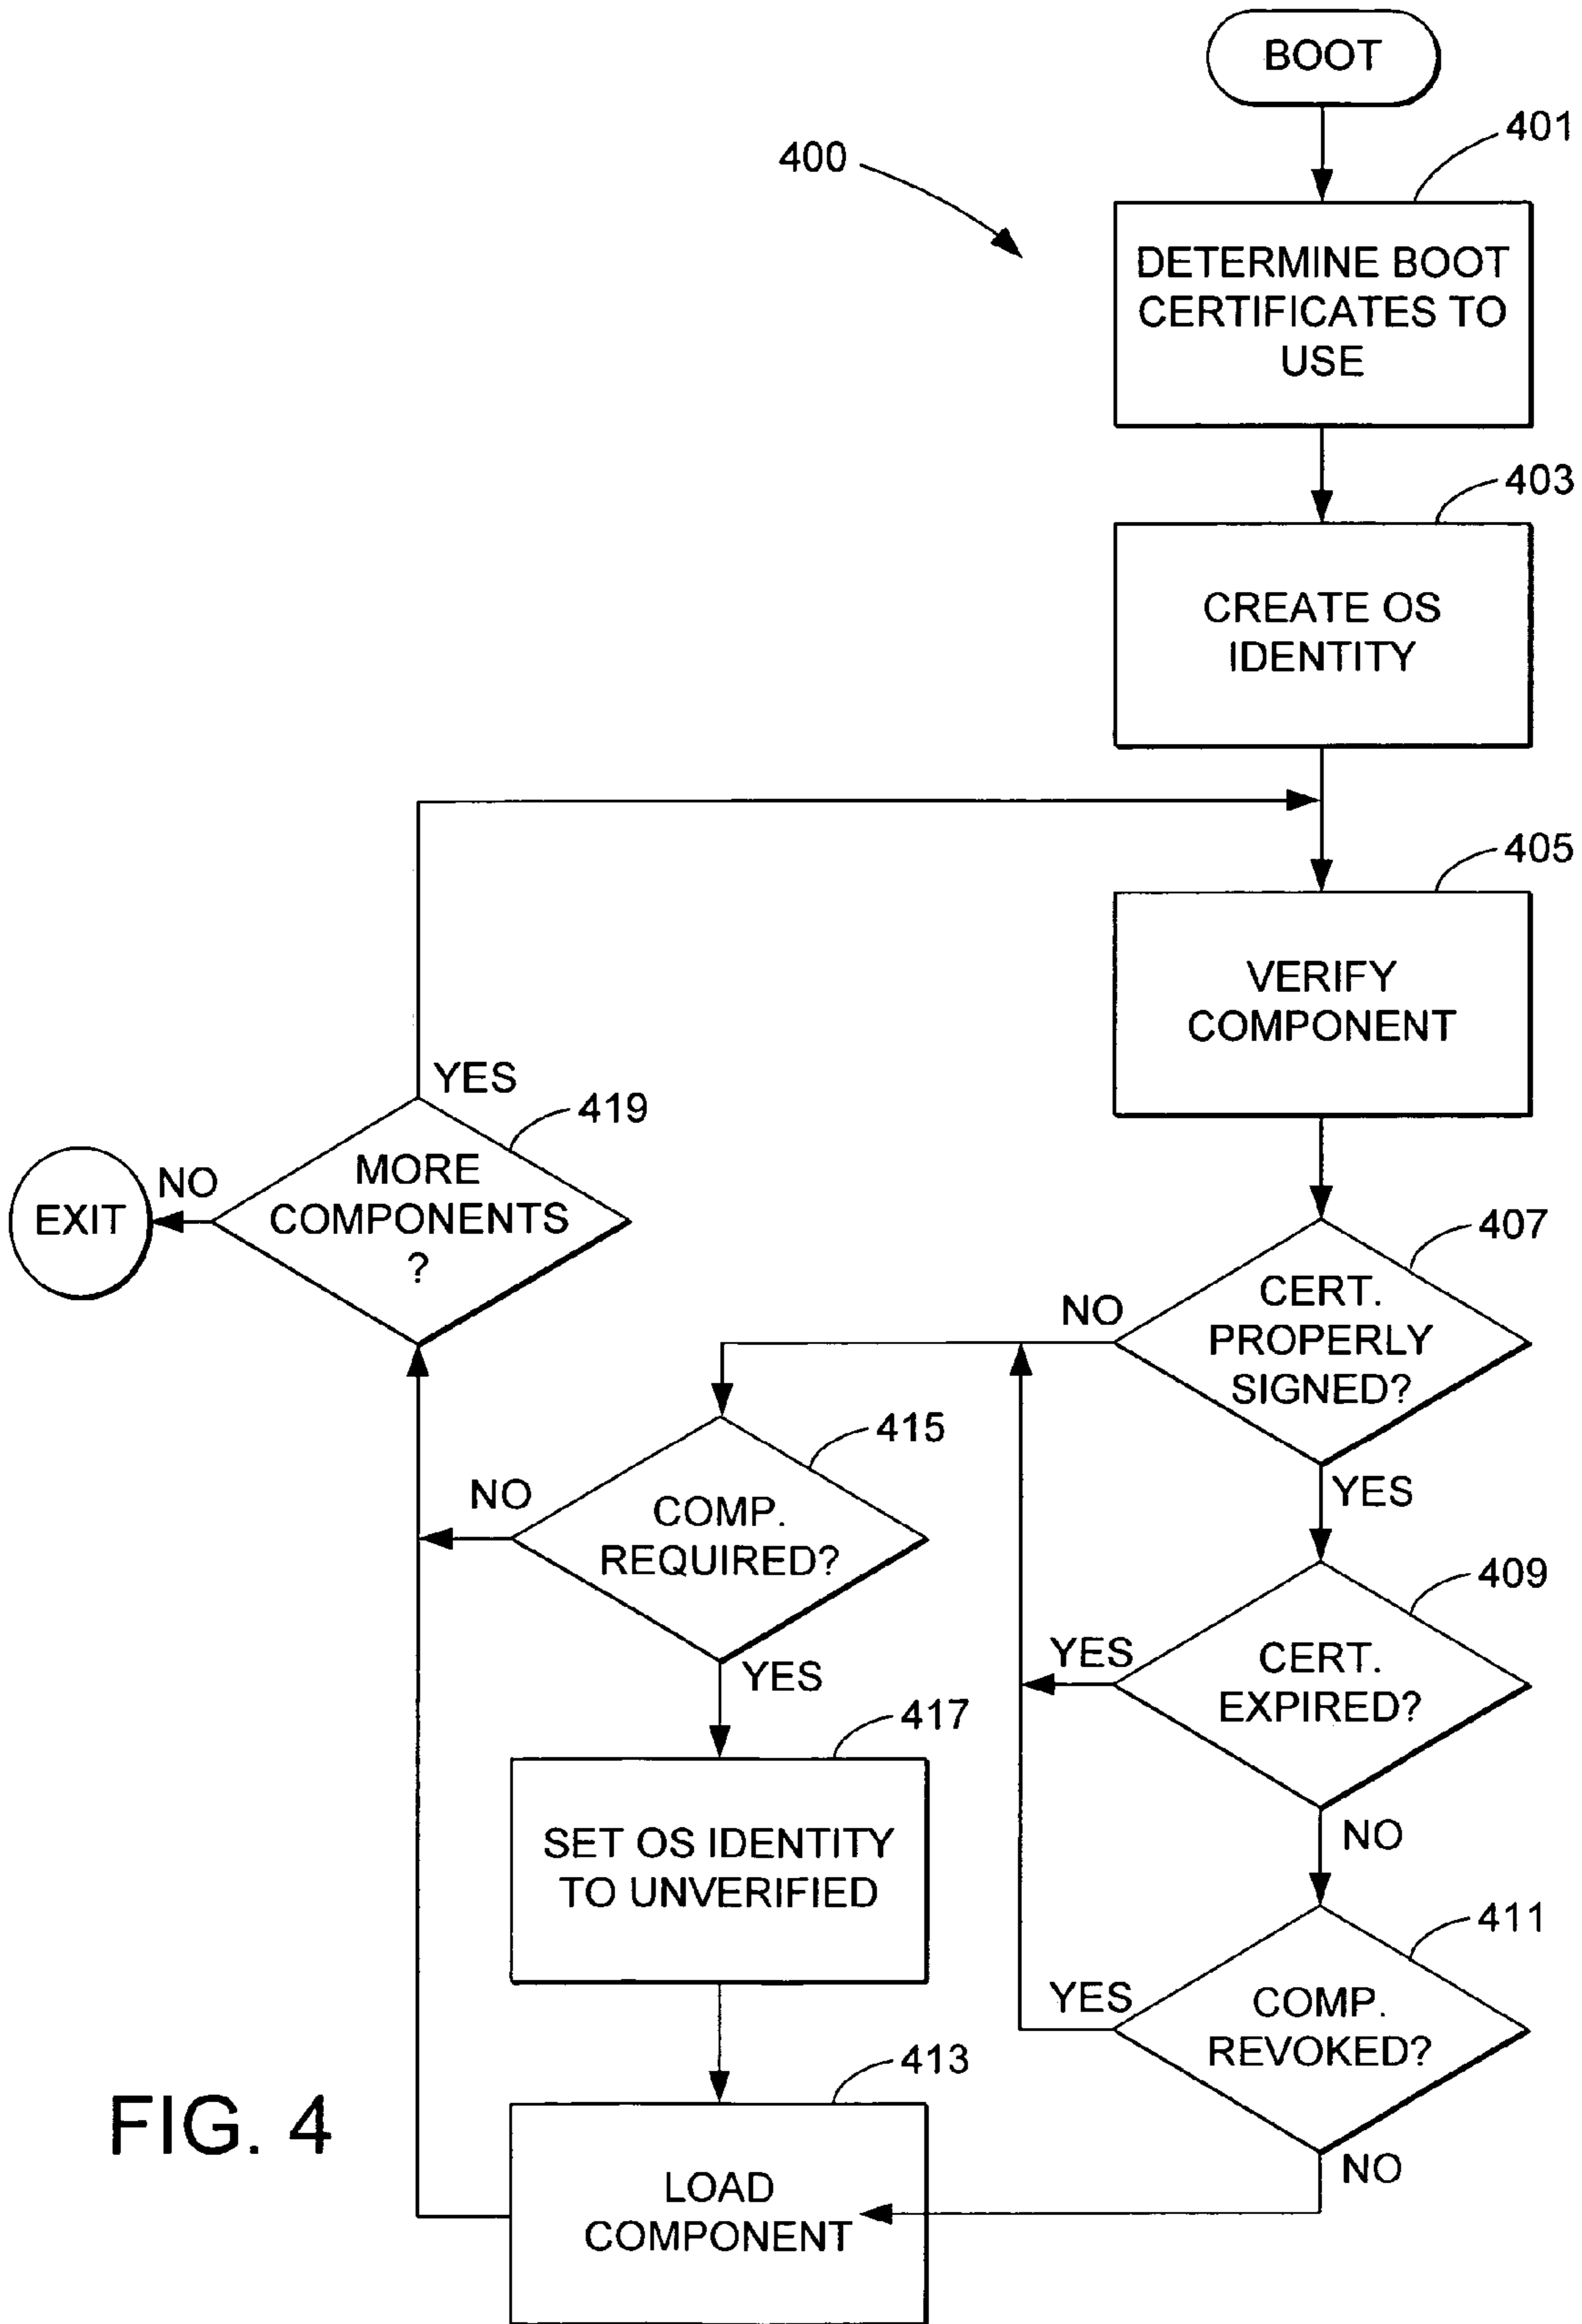 BOOT
401
400
DETERMINE BOOT
CERTIFICATES TO
USE
403
CREATE OS
IDENTITY
405
VERIFY
COMPONENT
YES
419
MORE
COMPONENTS
?
NO
EXIT
407
CERT.
PROPERLY
SIGNED?
NO
YES
415
COMP.
REQUIRED?
NO
YES
409
CERT.
EXPIRED?
YES
NO
417
SET OS IDENTITY
TO UNVERIFIED
411
COMP.
REVOKED?
YES
NO
413
LOAD
COMPONENT
FIG. 4